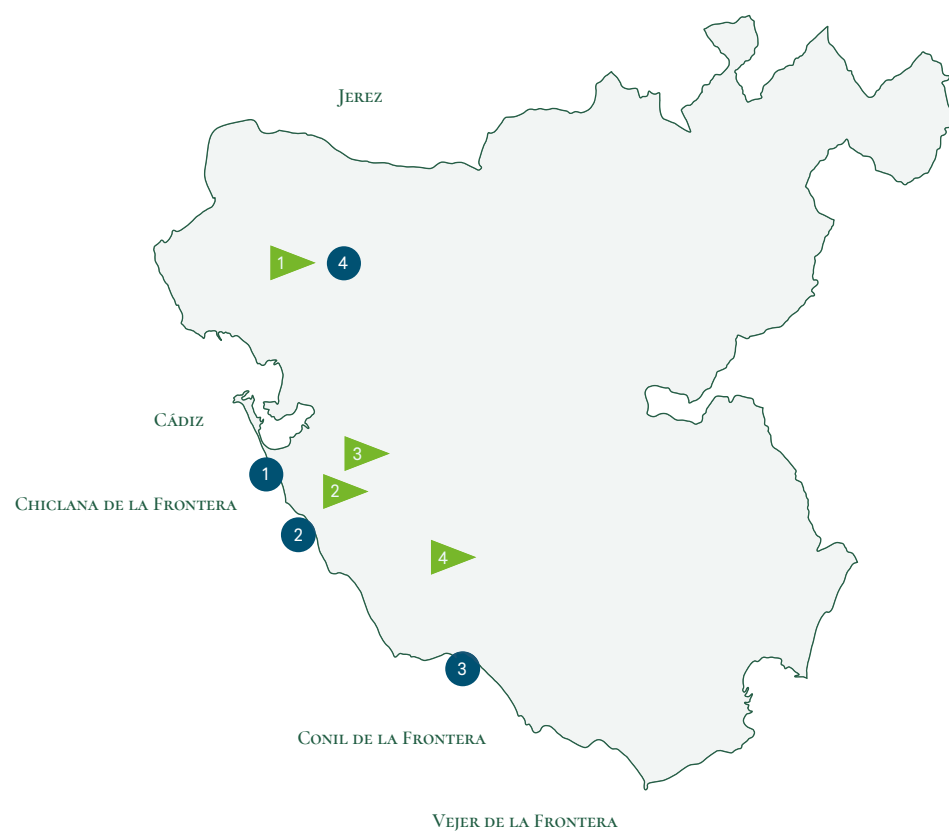 Jerez
1
4
Cádiz
3
1
2
Chiclana de la Frontera
2
4
3
Conil de la Frontera
Vejer de la Frontera